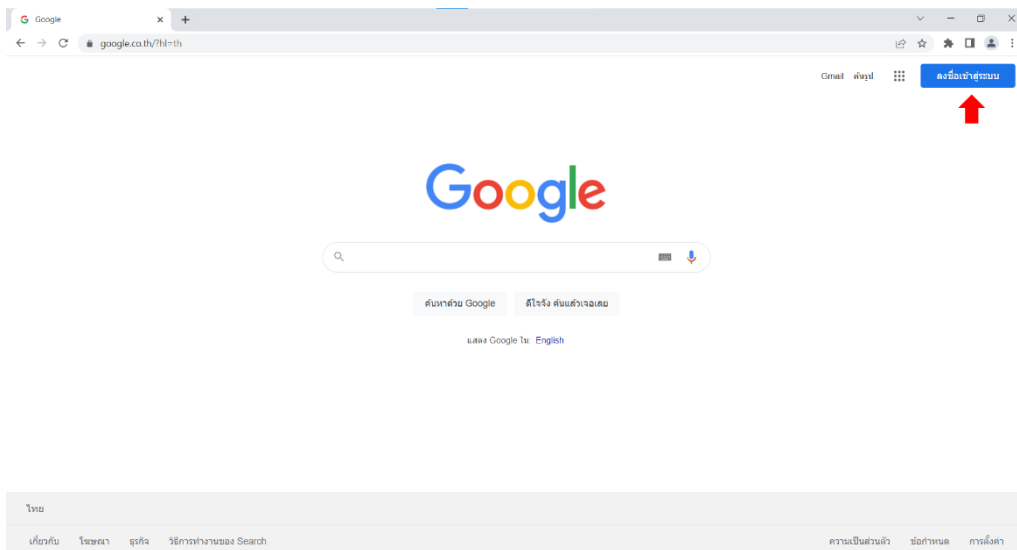 Google
google.co.th/?hl=th
Gmail ค้นรูป ลงชื่อเข้าสู่ระบบ
Google
ค้นหาด้วย Google ดีใจจัง ค้นแล้วเจอเลย
แสดง Google ใน: English
ไทย
เกี่ยวกับ โฆษณา ธุรกิจ วิธีการทำงานของ Search ความเป็นส่วนตัว ข้อกำหนด การตั้งค่า